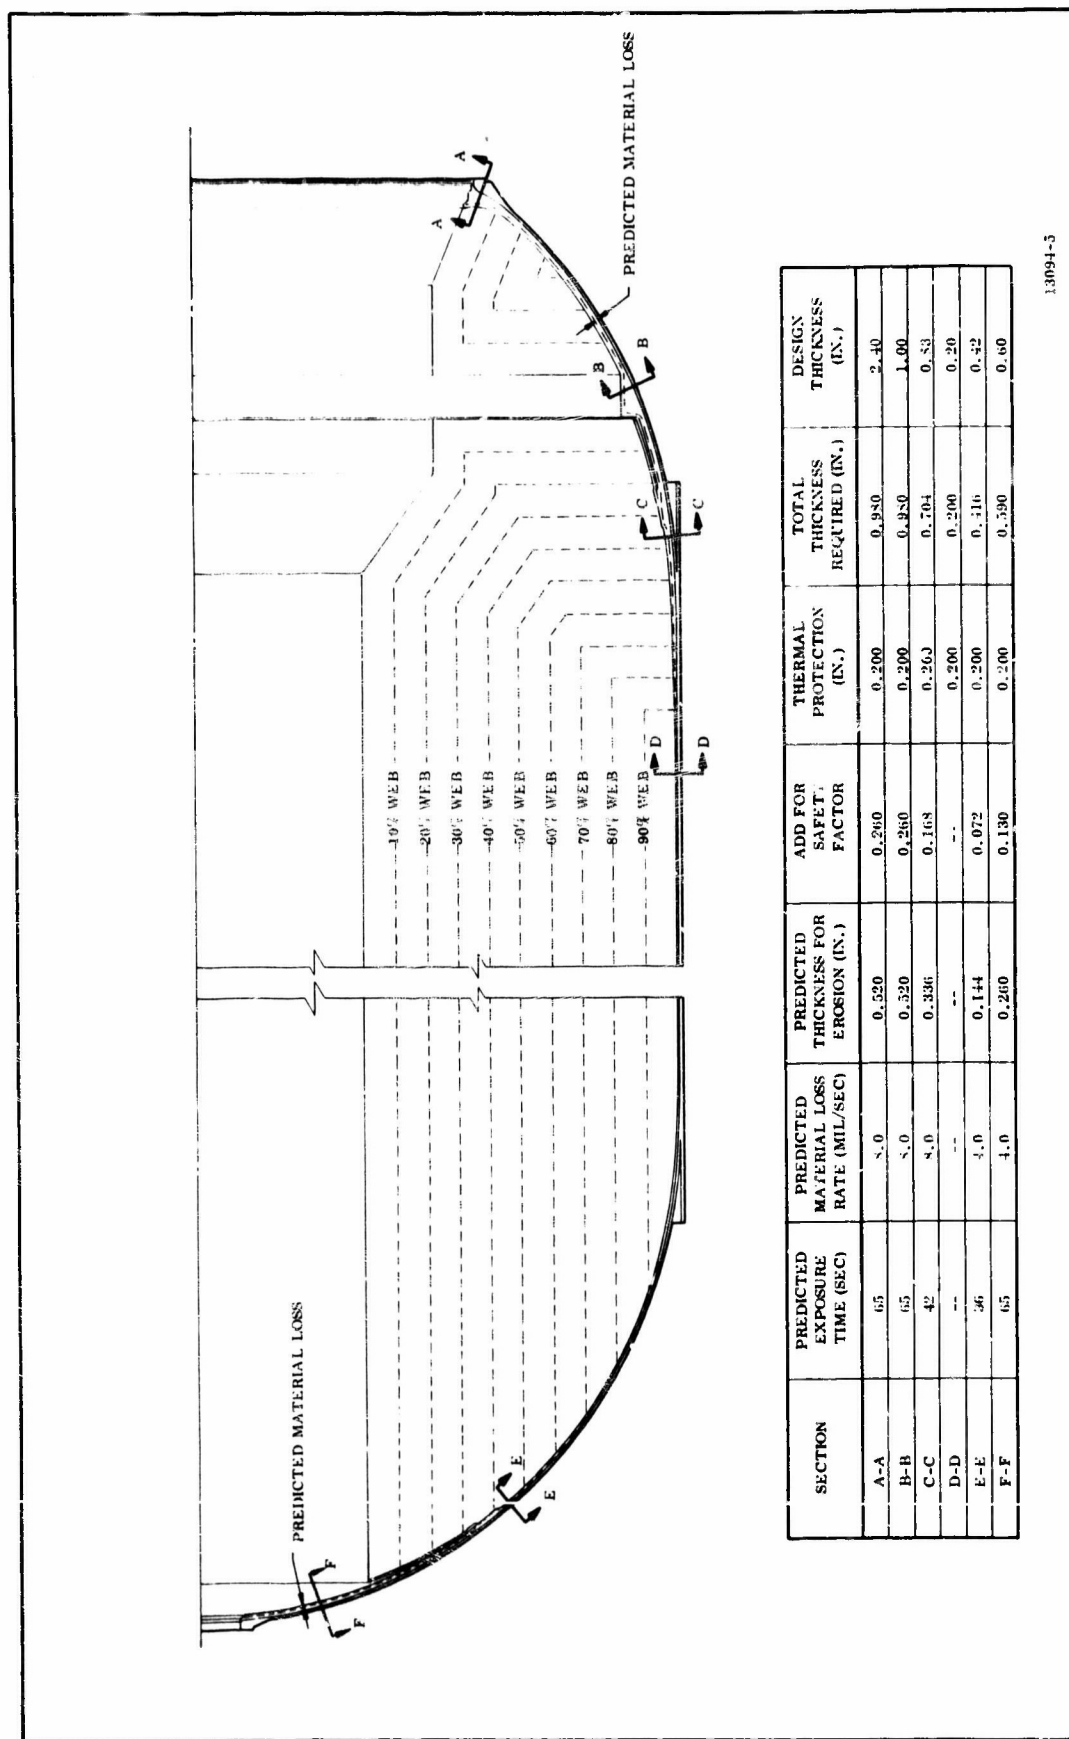 PREDICTED MATERIAL LOSS
F
F
E
E
10% WEB
20% WEB
30% WEB
40% WEB
50% WEB
60% WEB
70% WEB
80% WEB
90% WEB
D
D
C
C
B
B
A
A
PREDICTED MATERIAL LOSS
SECTION
PREDICTED
EXPOSURE
TIME (SEC)
PREDICTED
MATERIAL LOSS
RATE (MIL/SEC)
PREDICTED
THICKNESS FOR
EROSION (IN.)
ADD FOR
SAFETY
FACTOR
THERMAL
PROTECTION
(IN.)
TOTAL
THICKNESS
REQUIRED (IN.)
DESIGN
THICKNESS
(IN.)
A-A 65 8.0 0.520 0.260 0.200 0.980 2.40
B-B 65 8.0 0.520 0.260 0.200 0.980 1.00
C-C 42 8.0 0.336 0.168 0.200 0.704
D-D -- -- -- -- 0.200 0.200 0.20
E-E 36 4.0 0.144 0.072 0.200 0.416 0.42
F-F 65 4.0 0.260 0.130 0.200 0.590 0.60